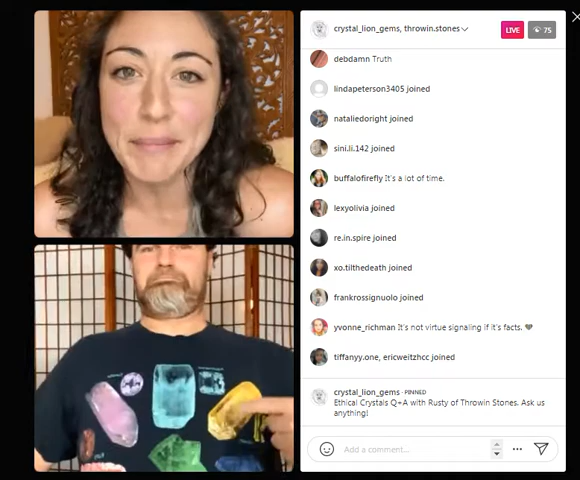 crystal_lion_gems, throwin.stones
LIVE
75
debdamn Truth
lindapeterson3405 joined
nataliedoright joined
sini.li.142 joined
buffalofirefly It's a lot of time.
lexyolivia joined
re.in.spire joined
xo.tilthedeath joined
frankrossignuolo joined
yvonne_richman It's not virtue signaling if it's facts. 🖤
tiffanyy.one, ericweitzhcc joined
crystal_lion_gems · PINNED
Ethical Crystals Q+A with Rusty of Throwin Stones. Ask us
anything!
Add a comment...